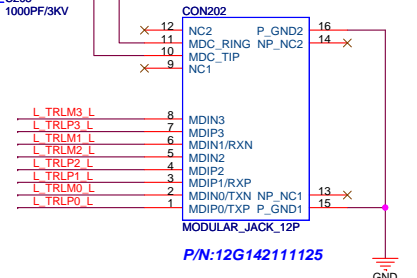 1000PF/3KV
CON202
12 NC2 P_GND2 16
11 MDC_RING NP_NC2 14
10 MDC_TIP
9 NC1
L_TRLM3_L 8 MDIN3
L_TRLP3_L 7 MDIP3
L_TRLM1_L 6 MDIN1/RXN
L_TRLM2_L 5 MDIN2
L_TRLP2_L 4 MDIP2
L_TRLP1_L 3 MDIP1/RXP
L_TRLM0_L 2 MDIN0/TXN NP_NC1 13
L_TRLP0_L 1 MDIP0/TXP P_GND1 15
MODULAR_JACK_12P
P/N:12G142111125
GND